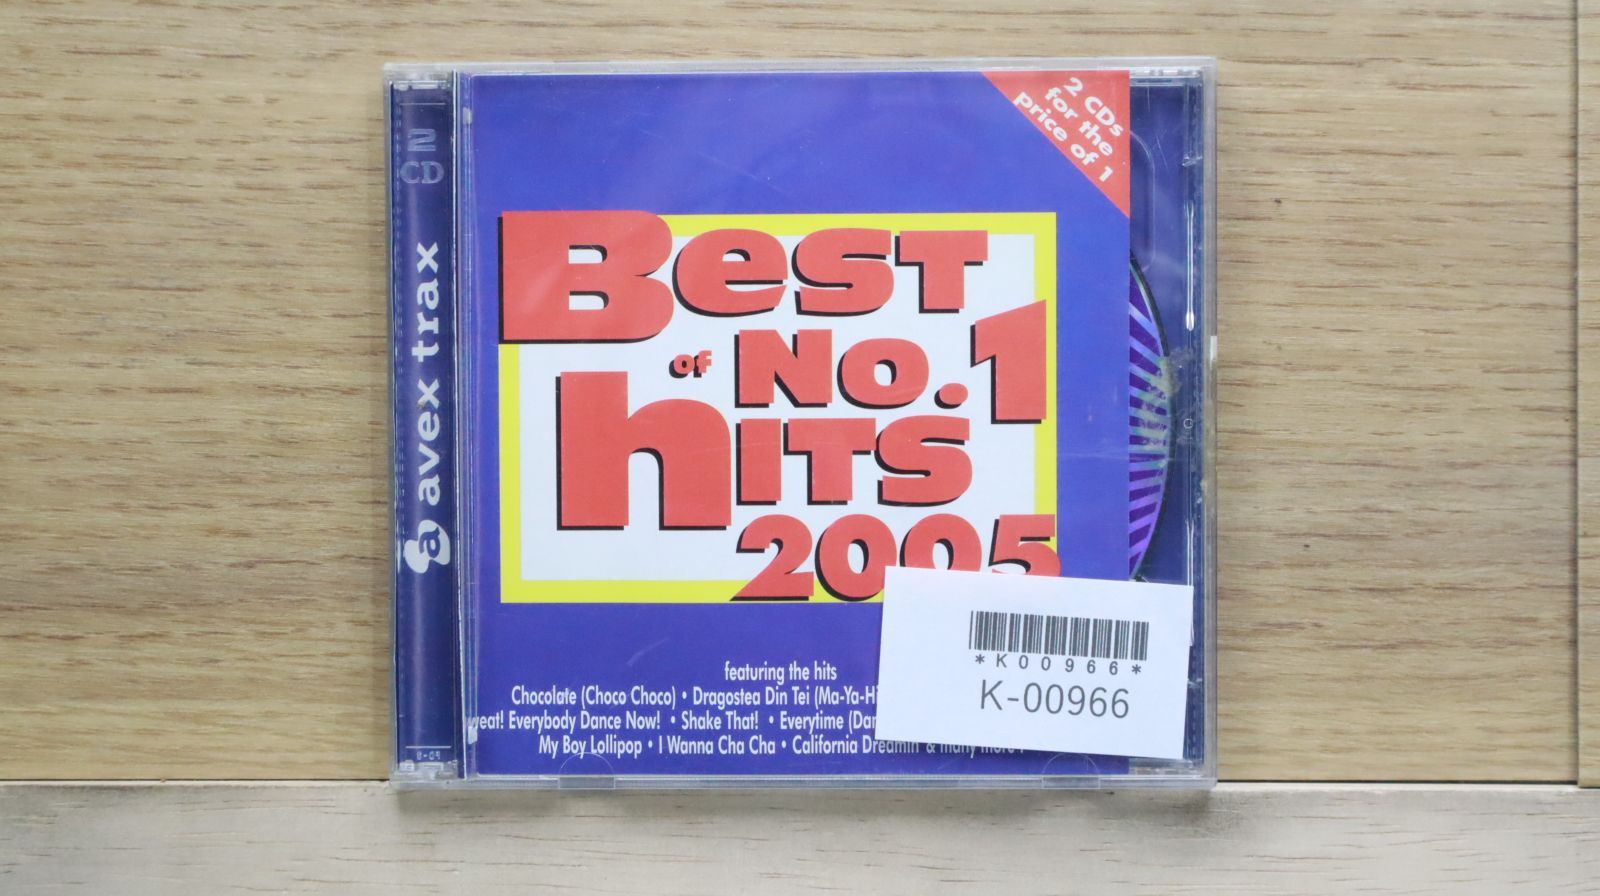 2
CD
avex trax
2 CDs
for the
price of 1
Best
of No.1
hits
2005
featuring the hits
Chocolate (Choco Choco) • Dragostea Din Tei (Ma-Ya-Hi
Everybody Dance Now! • Shake That! • Everytime
My Boy Lollipop • I Wanna Cha Cha • California Dreamin' & many more!
*K00966*
K-00966